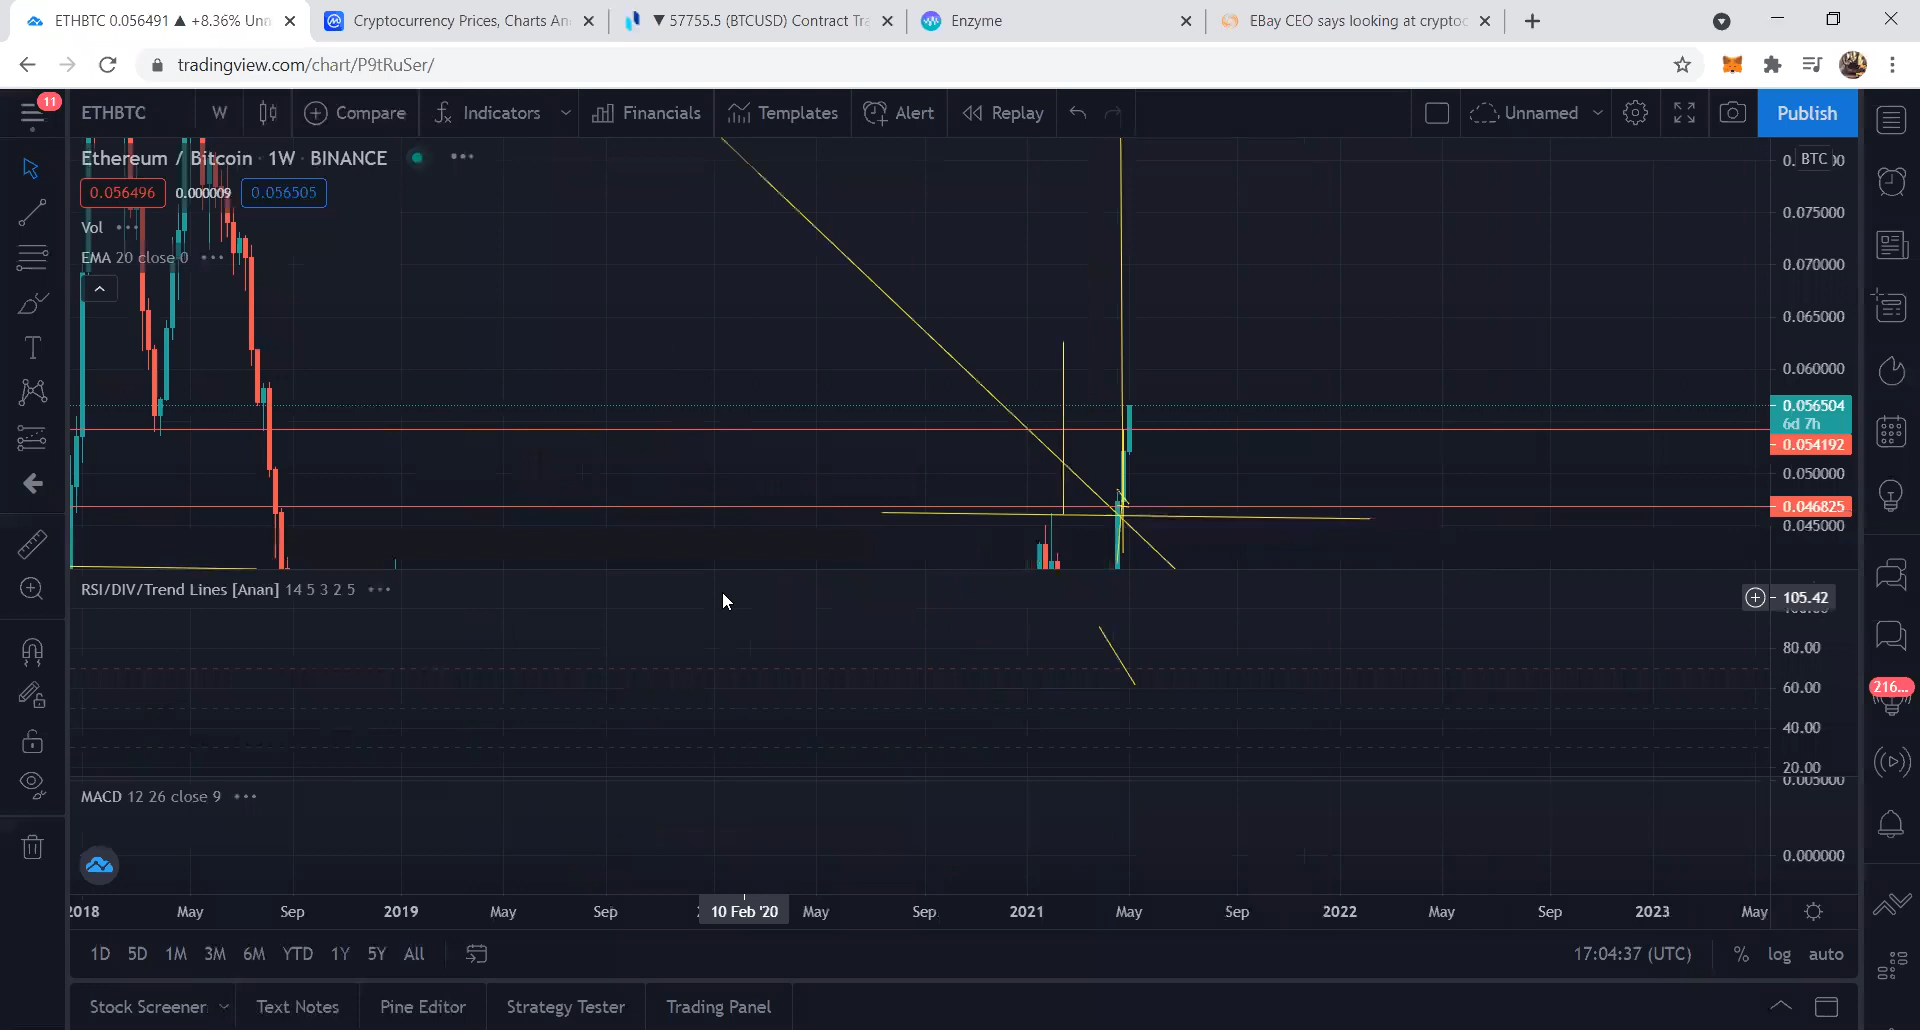 ETHBTC 0.056491 ▲ +8.36% Unn
Cryptocurrency Prices, Charts An
▼ 57755.5 (BTCUSD) Contract Tra
Enzyme
EBay CEO says looking at cryptoc
tradingview.com/chart/P9tRuSer/
11
ETHBTC
W
Compare
Indicators
Financials
Templates
Alert
Replay
Unnamed
Publish
Ethereum / Bitcoin · 1W · BINANCE
BTC
0.056496
0.000009
0.056505
Vol
EMA 20 close 0
0.075000
0.070000
0.065000
0.060000
0.056504
6d 7h
0.054192
0.050000
0.046825
0.045000
RSI/DIV/Trend Lines [Anan] 14 5 3 2 5
105.42
80.00
60.00
40.00
20.00
216...
MACD 12 26 close 9
0.005000
0.000000
2018
May
Sep
2019
May
Sep
10 Feb '20
May
Sep
2021
May
Sep
2022
May
Sep
2023
May
1D 5D 1M 3M 6M YTD 1Y 5Y All
17:04:37 (UTC)
%
log
auto
Stock Screener
Text Notes
Pine Editor
Strategy Tester
Trading Panel